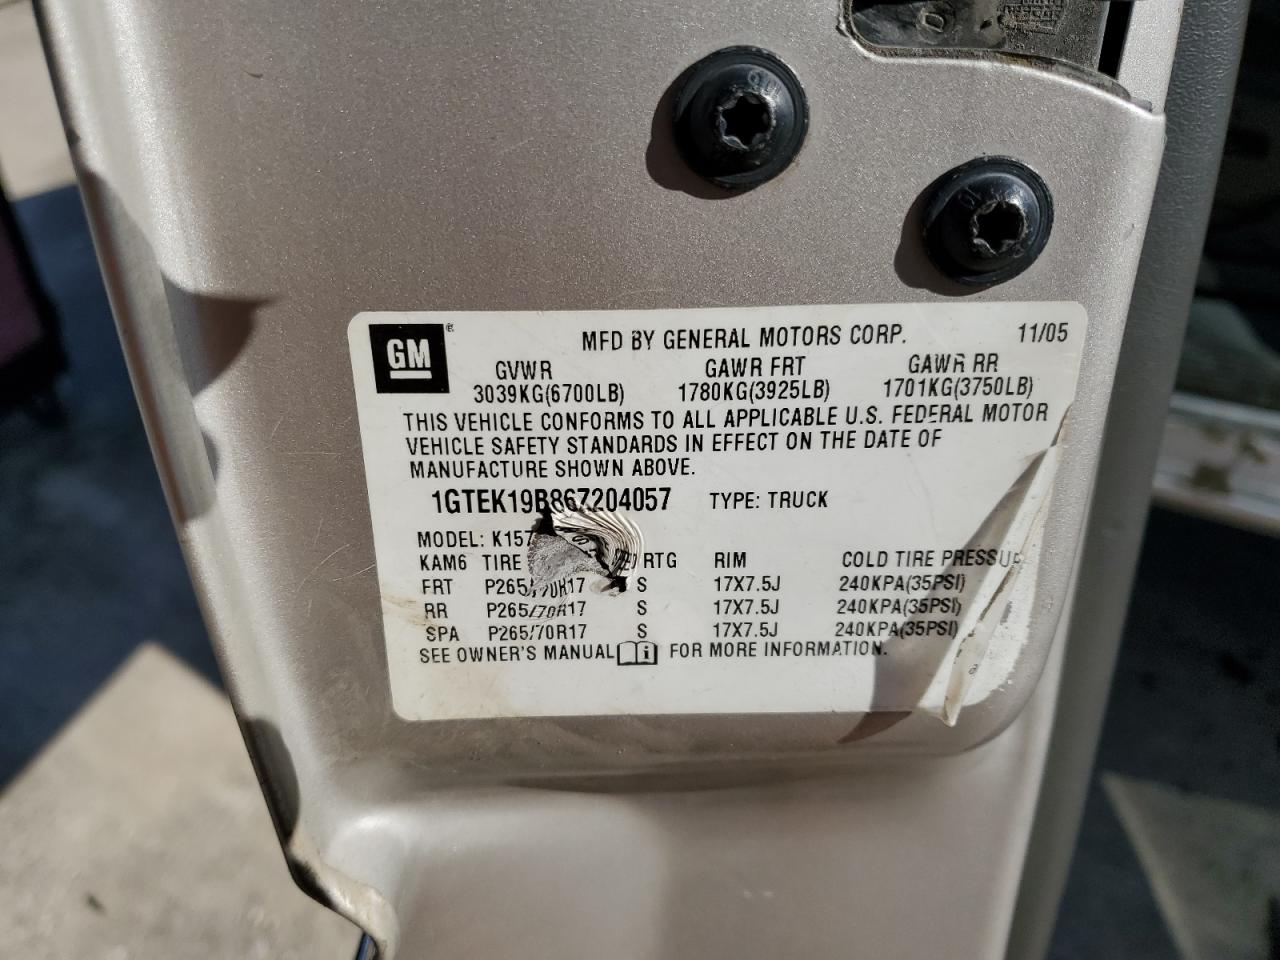 GM
®
MFD BY GENERAL MOTORS CORP. 11/05
GVWR GAWR FRT GAWR RR
3039KG(6700LB) 1780KG(3925LB) 1701KG(3750LB)
THIS VEHICLE CONFORMS TO ALL APPLICABLE U.S. FEDERAL MOTOR
VEHICLE SAFETY STANDARDS IN EFFECT ON THE DATE OF
MANUFACTURE SHOWN ABOVE.
1GTEK19B867204057 TYPE: TRUCK
MODEL: K157
KAM6 TIRE RTG RIM COLD TIRE PRESSU
FRT P265/70R17 S 17X7.5J 240KPA(35PSI)
RR P265/70R17 S 17X7.5J 240KPA(35PSI)
SPA P265/70R17 S 17X7.5J 240KPA(35PSI)
SEE OWNER'S MANUAL i FOR MORE INFORMATION.